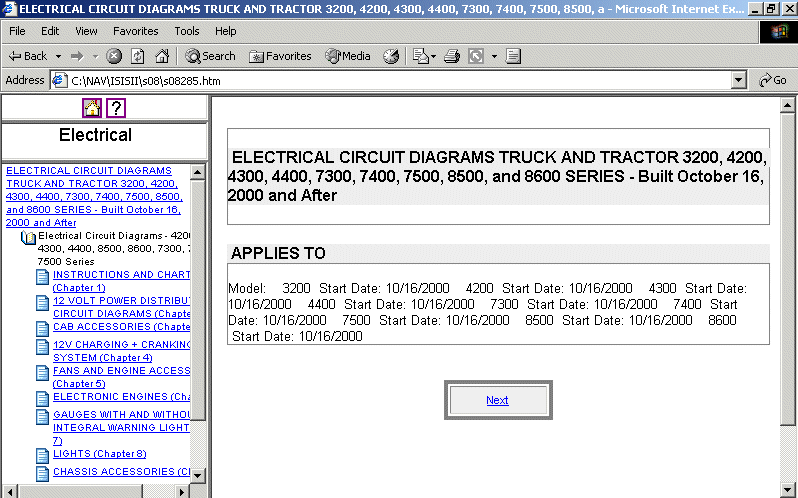 ELECTRICAL CIRCUIT DIAGRAMS TRUCK AND TRACTOR 3200, 4200, 4300, 4400, 7300, 7400, 7500, 8500, a - Microsoft Internet Ex...
File Edit View Favorites Tools Help
Back Search Favorites Media
Address C:\NAV\ISISII\s08\s08285.htm Go
?
Electrical
ELECTRICAL CIRCUIT DIAGRAMS
TRUCK AND TRACTOR 3200, 4200,
4300, 4400, 7300, 7400, 7500, 8500,
and 8600 SERIES - Built October 16,
2000 and After
Electrical Circuit Diagrams - 420
4300, 4400, 8500, 8600, 7300, 7
7500 Series
INSTRUCTIONS AND CHART
(Chapter 1)
12 VOLT POWER DISTRIBU
CIRCUIT DIAGRAMS (Chapte
CAB ACCESSORIES (Chapte
12V CHARGING + CRANKIN
SYSTEM (Chapter 4)
FANS AND ENGINE ACCESS
(Chapter 5)
ELECTRONIC ENGINES (Cha
GAUGES WITH AND WITHOU
INTEGRAL WARNING LIGHT
7)
LIGHTS (Chapter 8)
CHASSIS ACCESSORIES (C
ELECTRICAL CIRCUIT DIAGRAMS TRUCK AND TRACTOR 3200, 4200,
4300, 4400, 7300, 7400, 7500, 8500, and 8600 SERIES - Built October 16,
2000 and After
APPLIES TO
Model: 3200 Start Date: 10/16/2000 4200 Start Date: 10/16/2000 4300 Start Date:
10/16/2000 4400 Start Date: 10/16/2000 7300 Start Date: 10/16/2000 7400 Start
Date: 10/16/2000 7500 Start Date: 10/16/2000 8500 Start Date: 10/16/2000 8600
Start Date: 10/16/2000
Next